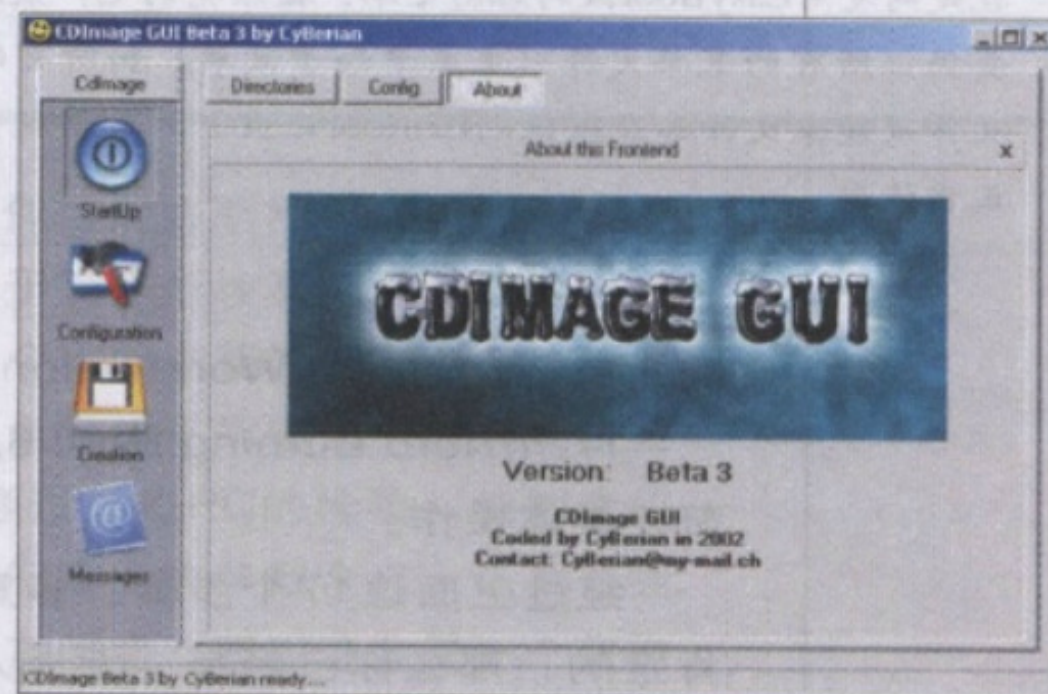 CDImage GUI Beta 3 by CyBerian
CdImage
Directories Config About
About this Frontend x
StartUp
CDIMAGE GUI
Configuration
Creation
Version: Beta 3
CDImage GUI
Coded by CyBerian in 2002
Contact: CyBerian@my-mail.ch
Messages
CDImage Beta 3 by CyBerian ready...